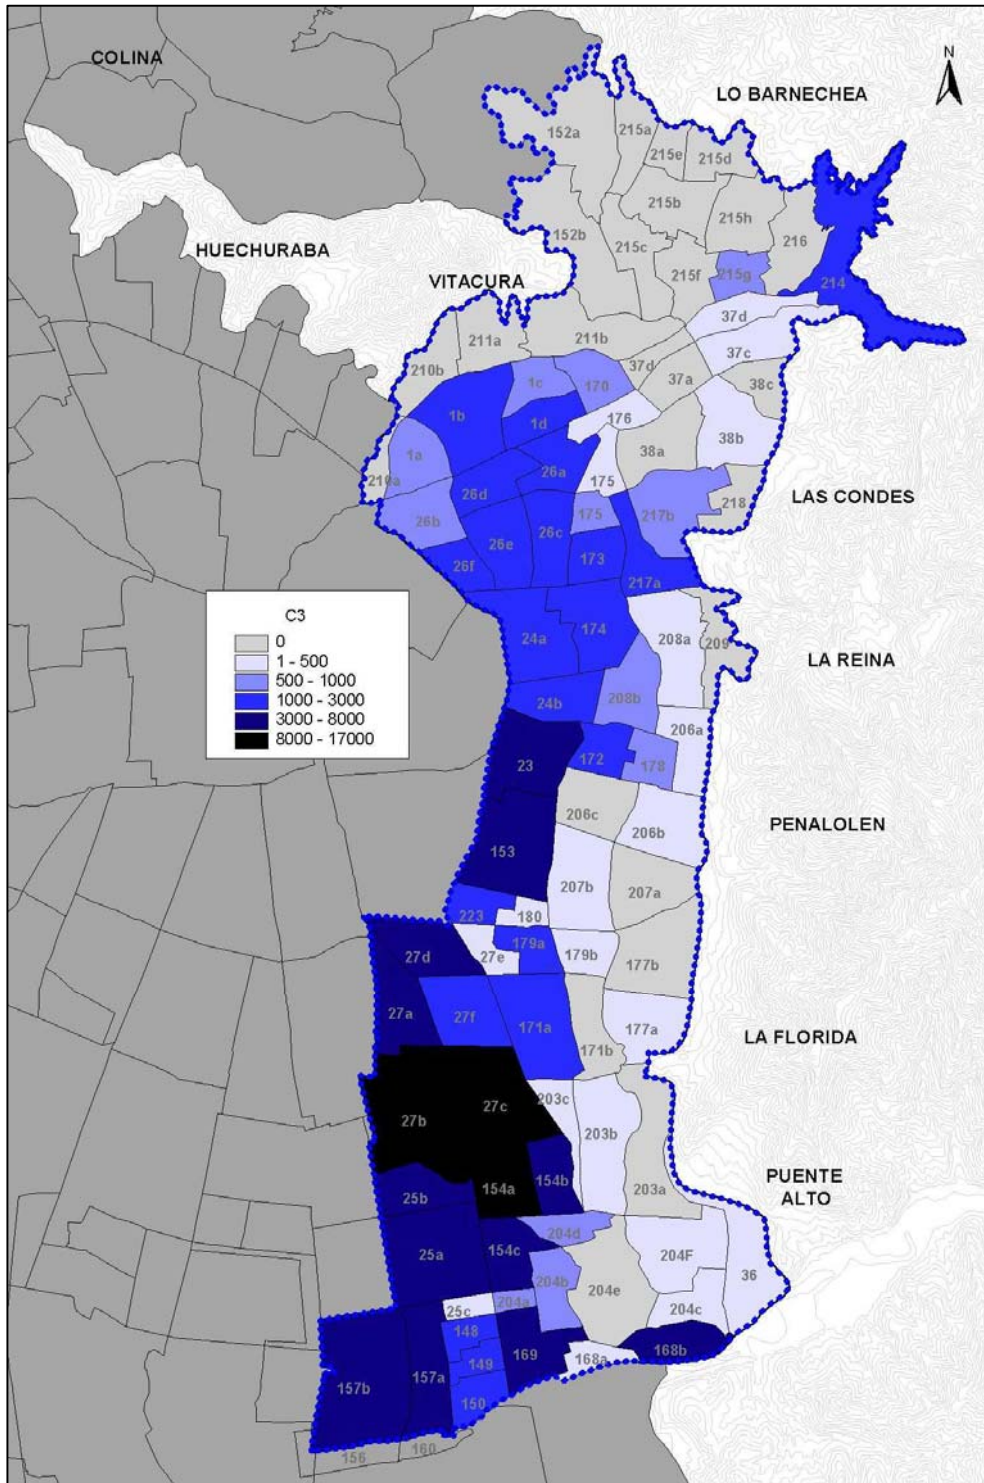 COLINA
N
LO BARNECHEA
152a
215a
215e
215d
215b
215h
HUECHURABA
152b
215c
216
VITACURA
215f
215g
214
37d
211a
211b
37c
210b
37d
1c
170
37a
38c
1b
1d
176
38b
1a
38a
26a
210a
26d
175
218
LAS CONDES
26b
175
217b
26c
26e
173
26f
217a
C3
0
1 - 500
500 - 1000
1000 - 3000
3000 - 8000
8000 - 17000
24a
174
208a
209
LA REINA
24b
208b
206a
23
172
178
206c
206b
PENALOLEN
153
207b
207a
223
180
27d
27e
179a
179b
177b
27a
27f
171a
177a
LA FLORIDA
171b
27b
27c
203c
203b
PUENTE
ALTO
25b
154a
154b
203a
25a
154c
204d
204F
36
204b
204e
25c
204a
204c
148
149
169
168a
168b
157b
157a
150
156
160